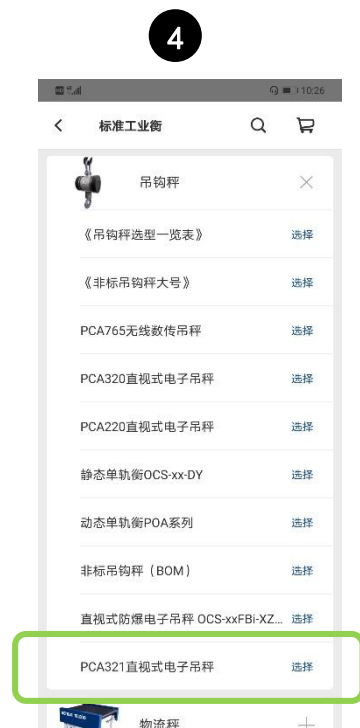 4
10:26
标准工业衡
吊钩秤
《吊钩秤选型一览表》 选择
《非标吊钩秤大号》 选择
PCA765无线数传吊秤 选择
PCA320直视式电子吊秤 选择
PCA220直视式电子吊秤 选择
静态单轨衡OCS-xx-DY 选择
动态单轨衡POA系列 选择
非标吊钩秤（BOM） 选择
直视式防爆电子吊秤 OCS-xxFBi-XZ... 选择
PCA321直视式电子吊秤 选择
物流秤